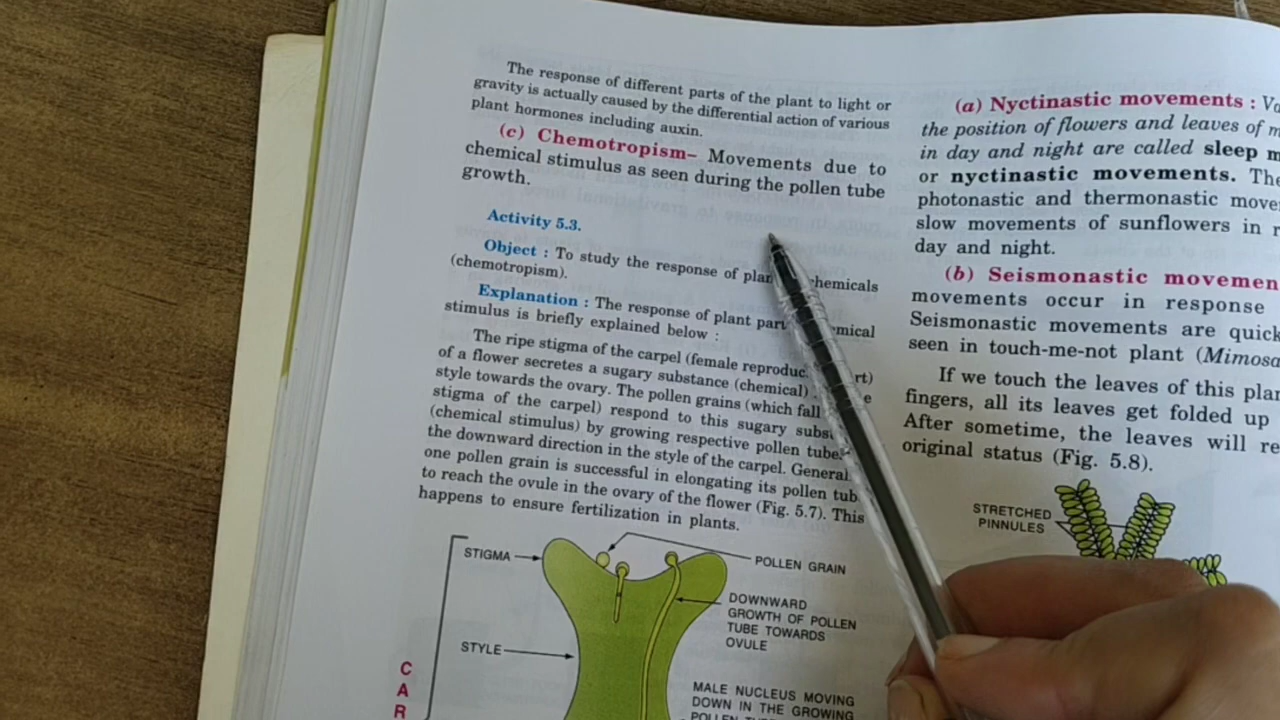 The response of different parts of the plant to light or
gravity is actually caused by the differential action of various
plant hormones including auxin.
(c) Chemotropism– Movements due to
chemical stimulus as seen during the pollen tube
growth.
Activity 5.3.
Object : To study the response of plan chemicals
(chemotropism).
Explanation : The response of plant par mical
stimulus is briefly explained below :
The ripe stigma of the carpel (female reproduc rt)
of a flower secretes a sugary substance (chemical)
style towards the ovary. The pollen grains (which fall
stigma of the carpel) respond to this sugary subs
(chemical stimulus) by growing respective pollen tube
the downward direction in the style of the carpel. General
one pollen grain is successful in elongating its pollen tub
to reach the ovule in the ovary of the flower (Fig. 5.7). This
happens to ensure fertilization in plants.
STIGMA
POLLEN GRAIN
DOWNWARD
GROWTH OF POLLEN
TUBE TOWARDS
OVULE
STYLE
C
A
R
MALE NUCLEUS MOVING
DOWN IN THE GROWING
POLLEN
(a) Nyctinastic movements :
the position of flowers and leaves of
in day and night are called sleep
or nyctinastic movements. The
photonastic and thermonastic move
slow movements of sunflowers in
day and night.
(b) Seismonastic movemen
movements occur in response
Seismonastic movements are quick
seen in touch-me-not plant (Mimosa
If we touch the leaves of this plan
fingers, all its leaves get folded up
After sometime, the leaves will re
original status (Fig. 5.8).
STRETCHED
PINNULES